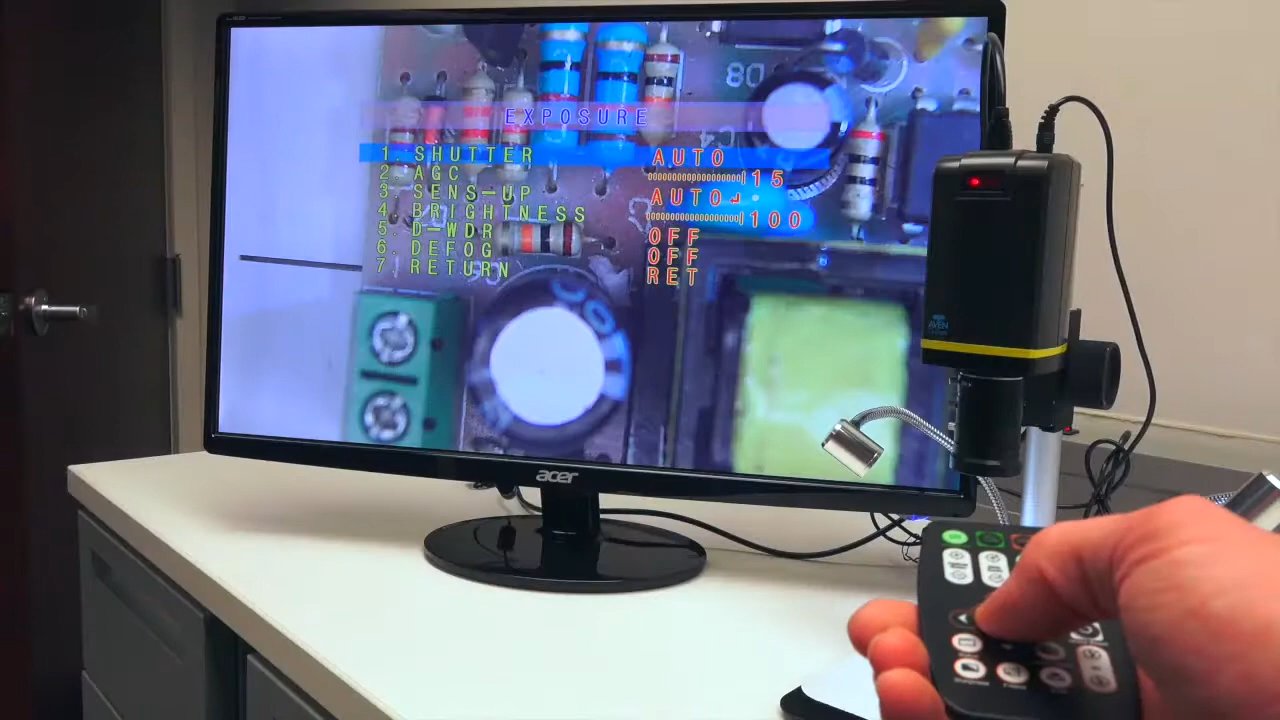 EXPOSURE
1. SHUTTER AUTO
2. AGC 15
3. SENS-UP AUTO
4. BRIGHTNESS 100
5. D-WDR OFF
6. DEFOG OFF
7. RETURN RET
D8
AVEN
acer